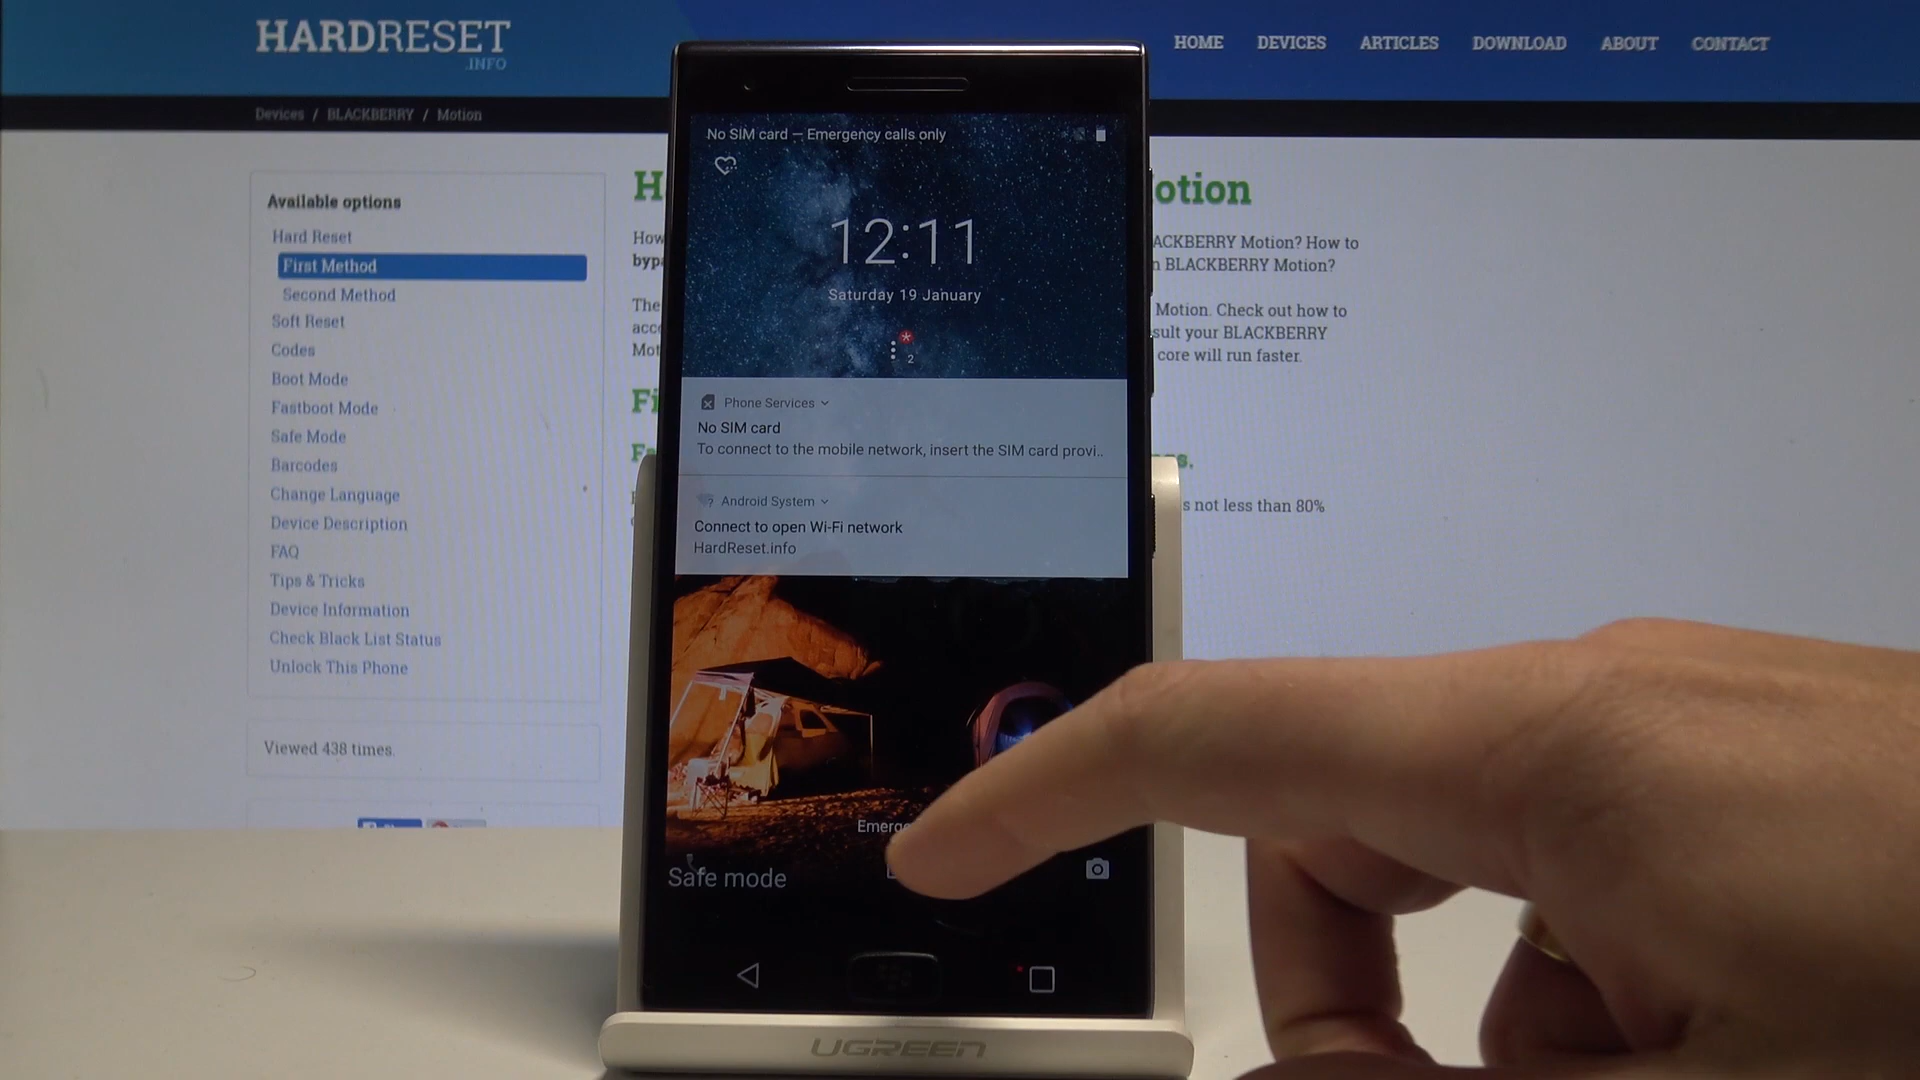 HARDRESET
.INFO
HOME DEVICES ARTICLES DOWNLOAD ABOUT CONTACT
Devices / BLACKBERRY / Motion
Available options
Hard Reset
First Method
Second Method
Soft Reset
Codes
Boot Mode
Fastboot Mode
Safe Mode
Barcodes
Change Language
Device Description
FAQ
Tips & Tricks
Device Information
Check Black List Status
Unlock This Phone
Viewed 438 times.
No SIM card — Emergency calls only
12:11
Saturday 19 January
2
Phone Services
No SIM card
To connect to the mobile network, insert the SIM card provi..
Android System
Connect to open Wi-Fi network
HardReset.info
Safe mode
UGREEN
How
The
BLACKBERRY Motion? How to
BLACKBERRY Motion?
Motion. Check out how to
your BLACKBERRY
core will run faster.
s not less than 80%